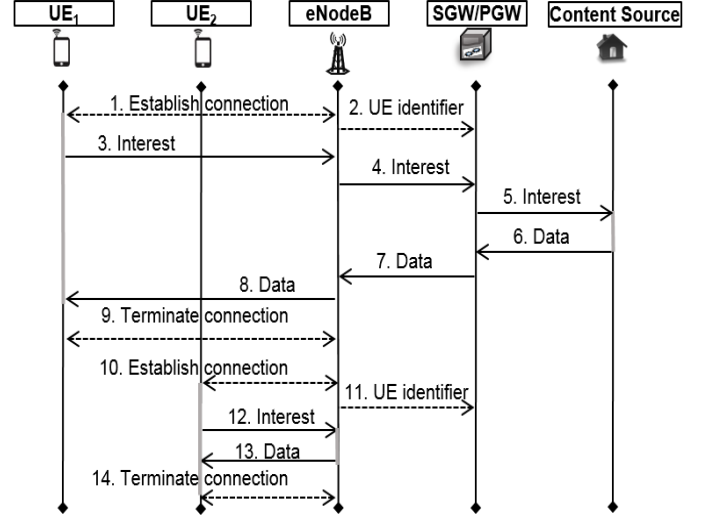 UE1
UE2
eNodeB
SGW/PGW
Content Source
1. Establish connection
2. UE identifier
3. Interest
4. Interest
5. Interest
6. Data
7. Data
8. Data
9. Terminate connection
10. Establish connection
11. UE identifier
12. Interest
13. Data
14. Terminate connection